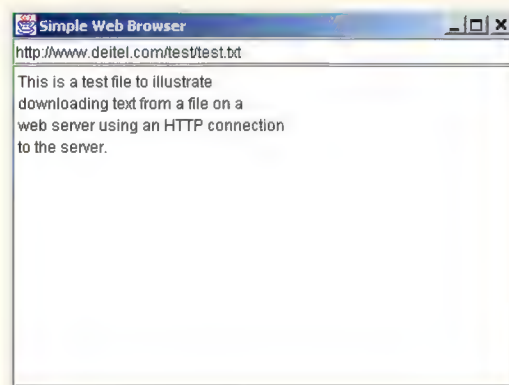 Simple Web Browser
http://www.deitel.com/test/test.txt
This is a test file to illustrate
downloading text from a file on a
web server using an HTTP connection
to the server.